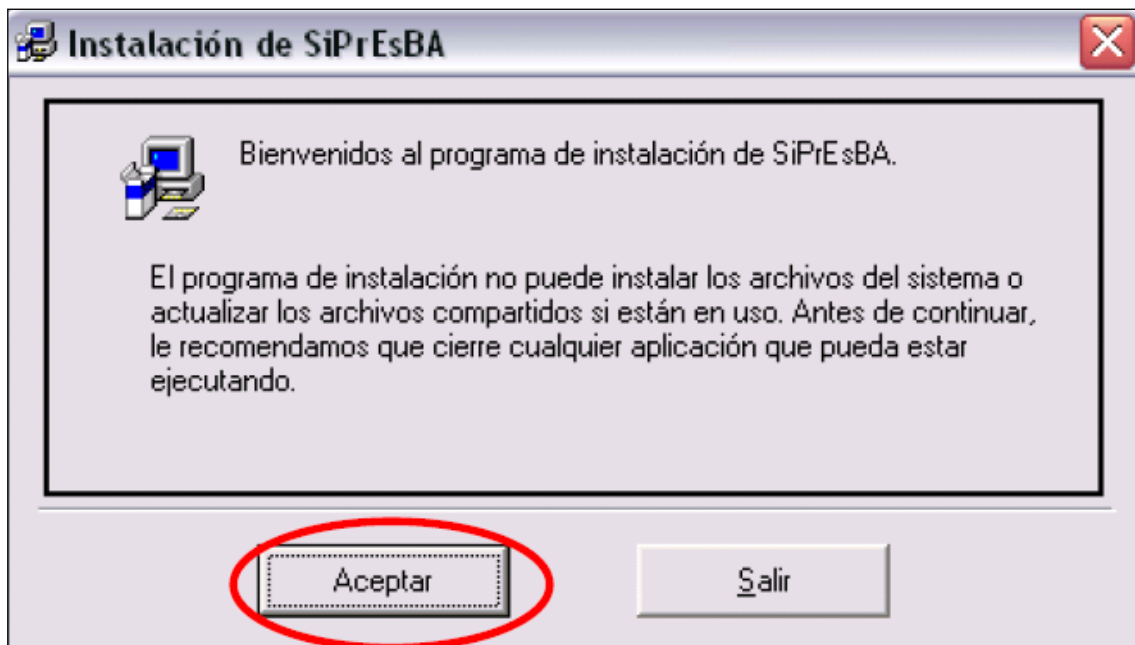 Instalación de SiPrEsBA
Bienvenidos al programa de instalación de SiPrEsBA.
El programa de instalación no puede instalar los archivos del sistema o
actualizar los archivos compartidos si están en uso. Antes de continuar,
le recomendamos que cierre cualquier aplicación que pueda estar
ejecutando.
Aceptar
Salir